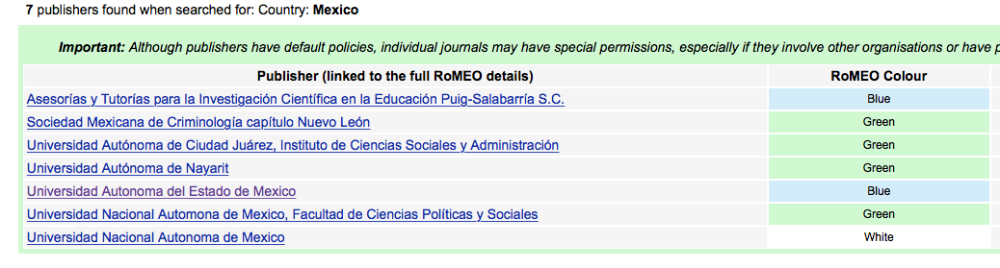 7 publishers found when searched for: Country: Mexico
Important: Although publishers have default policies, individual journals may have special permissions, especially if they involve other organisations or have
Publisher (linked to the full RoMEO details) RoMEO Colour
Asesorías y Tutorías para la Investigación Científica en la Educación Puig-Salabarría S.C. Blue
Sociedad Mexicana de Criminología capítulo Nuevo León Green
Universidad Autónoma de Ciudad Juárez, Instituto de Ciencias Sociales y Administración Green
Universidad Autónoma de Nayarit Green
Universidad Autonoma del Estado de Mexico Blue
Universidad Nacional Automona de Mexico, Facultad de Ciencias Políticas y Sociales Green
Universidad Nacional Autonoma de Mexico White